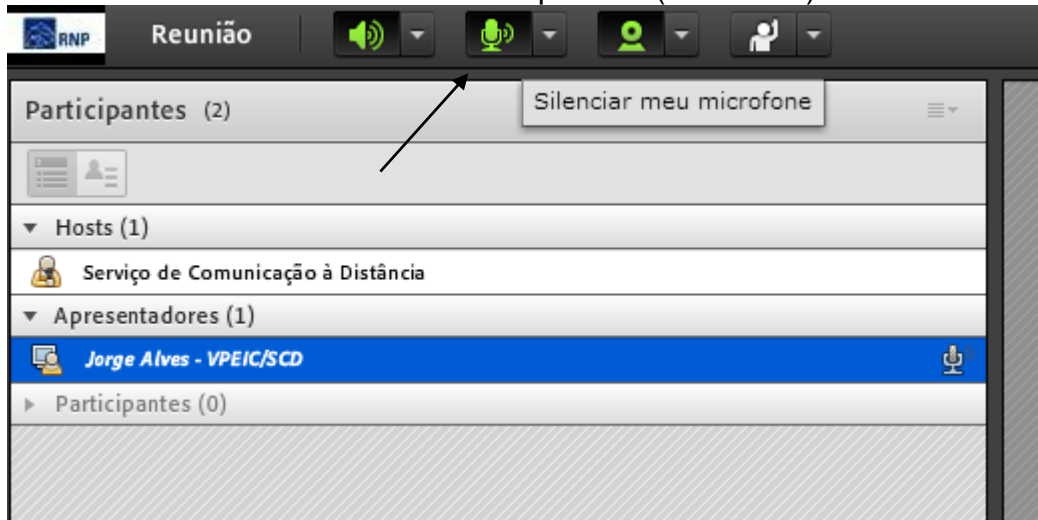 RNP Reunião
Silenciar meu microfone
Participantes (2)
Hosts (1)
Serviço de Comunicação à Distância
Apresentadores (1)
Jorge Alves - VPEIC/SCD
Participantes (0)